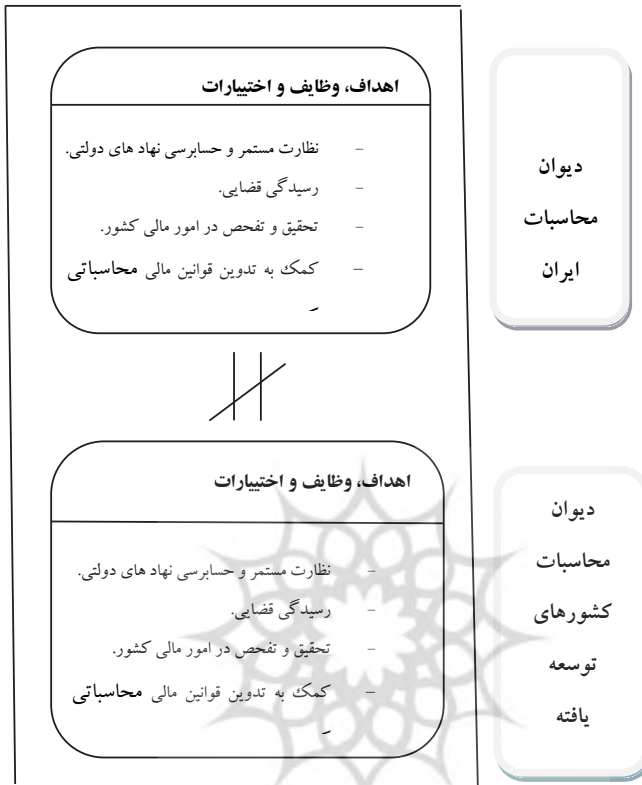 اهداف، وظایف و اختییارات
– نظارت مستمر و حسابرسی نهاد های دولتی.
– رسیدگی قضایی.
– تحقیق و تفحص در امور مالی کشور.
– کمک به تدوین قوانین مالی محاسباتی
دیوان
محاسبات
ایران
اهداف، وظایف و اختییارات
– نظارت مستمر و حسابرسی نهاد های دولتی.
– رسیدگی قضایی.
– تحقیق و تفحص در امور مالی کشور.
– کمک به تدوین قوانین مالی محاسباتی
دیوان
محاسبات
کشورهای
توسعه
یافته